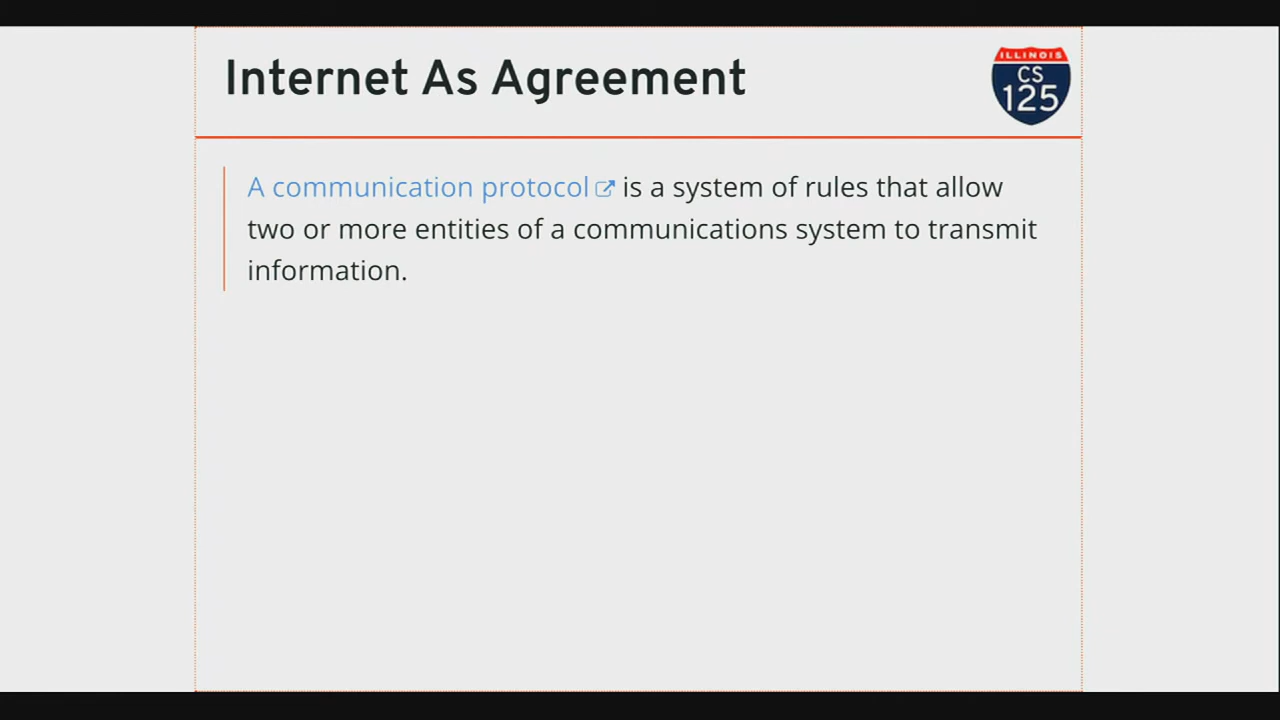 Internet As Agreement
ILLINOIS
CS
125
A communication protocol is a system of rules that allow
two or more entities of a communications system to transmit
information.